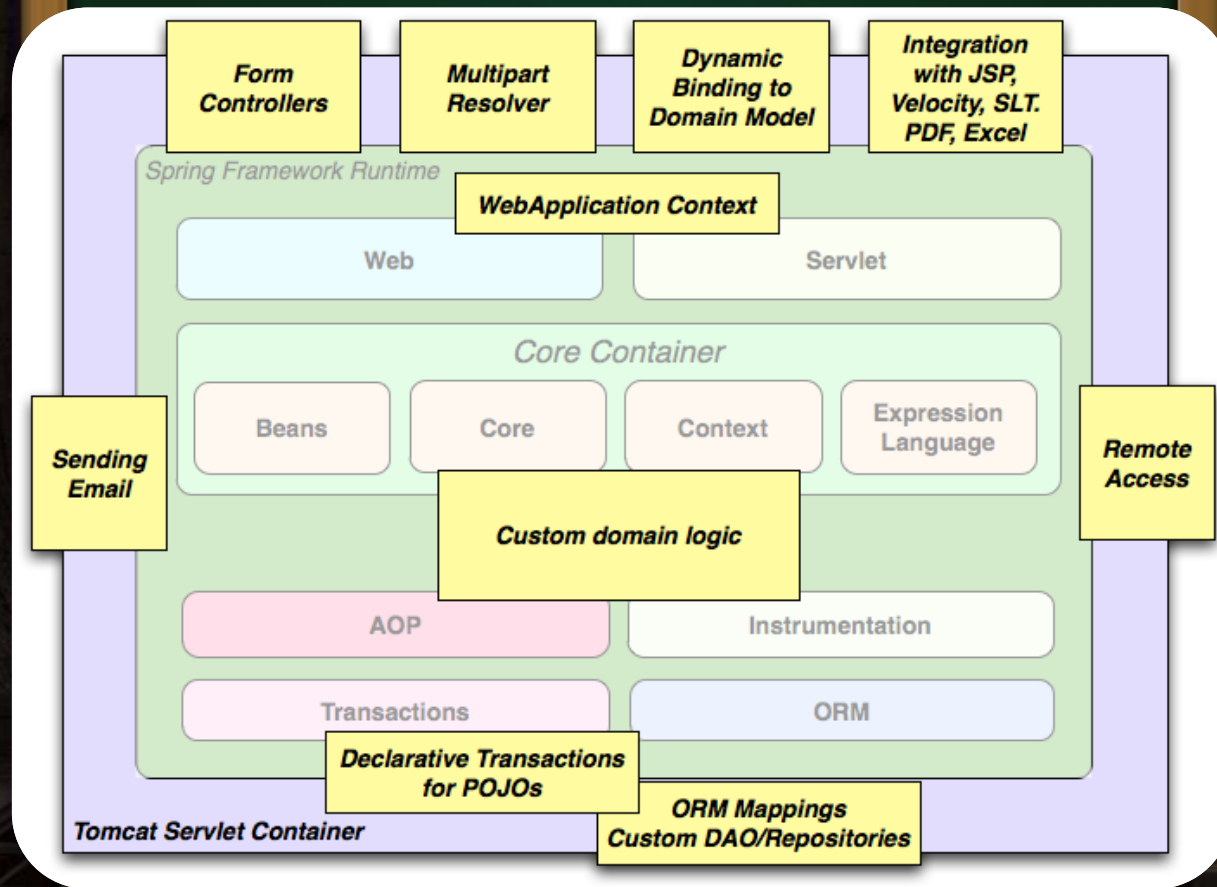 Form
Controllers
Multipart
Resolver
Dynamic
Binding to
Domain Model
Integration
with JSP,
Velocity, SLT.
PDF, Excel
Spring Framework Runtime
WebApplication Context
Web
Servlet
Core Container
Beans
Core
Context
Expression
Language
Sending
Email
Remote
Access
Custom domain logic
AOP
Instrumentation
Transactions
ORM
Declarative Transactions
for POJOs
ORM Mappings
Custom DAO/Repositories
Tomcat Servlet Container